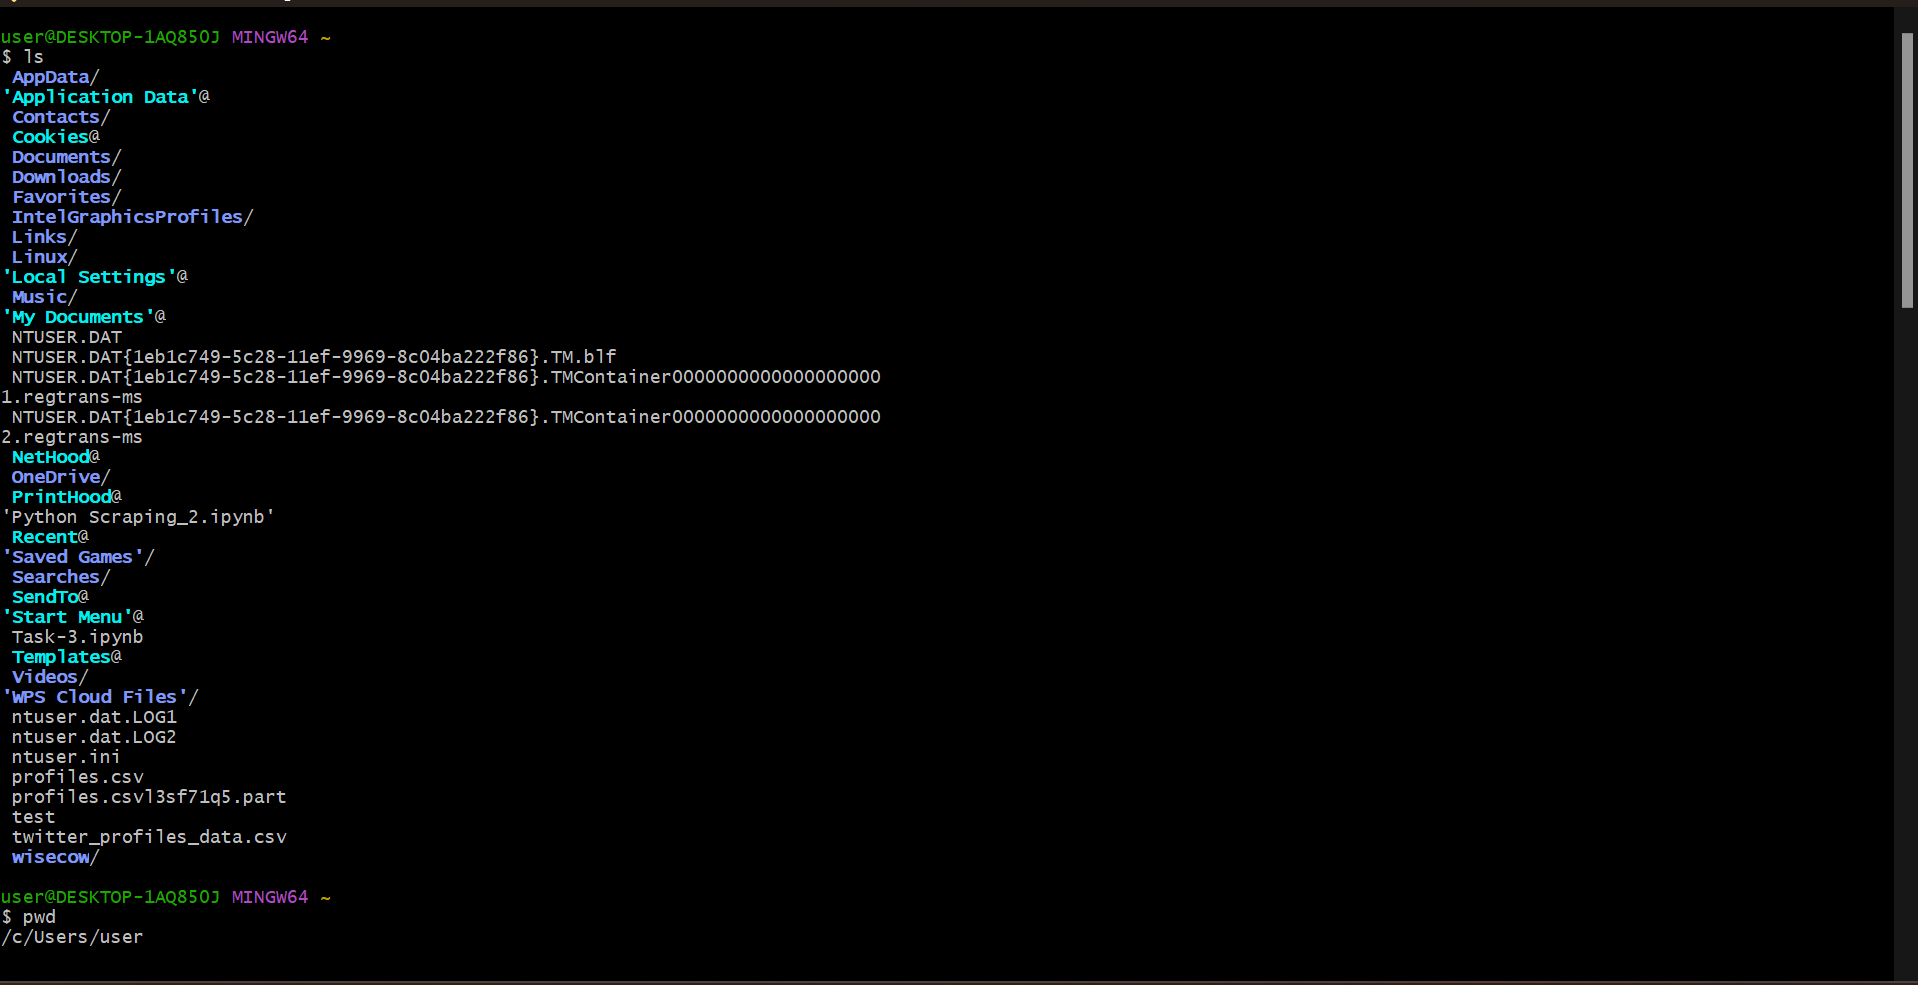 user@DESKTOP-1AQ850J MINGW64 ~
$ ls
 AppData/
'Application Data'@
 Contacts/
 Cookies@
 Documents/
 Downloads/
 Favorites/
 IntelGraphicsProfiles/
 Links/
 Linux/
'Local Settings'@
 Music/
'My Documents'@
 NTUSER.DAT
 NTUSER.DAT{1eb1c749-5c28-11ef-9969-8c04ba222f86}.TM.blf
 NTUSER.DAT{1eb1c749-5c28-11ef-9969-8c04ba222f86}.TMContainer0000000000000000000
1.regtrans-ms
 NTUSER.DAT{1eb1c749-5c28-11ef-9969-8c04ba222f86}.TMContainer0000000000000000000
2.regtrans-ms
 NetHood@
 OneDrive/
 PrintHood@
'Python Scraping_2.ipynb'
 Recent@
'Saved Games'/
 Searches/
 SendTo@
'Start Menu'@
 Task-3.ipynb
 Templates@
 Videos/
'WPS Cloud Files'/
 ntuser.dat.LOG1
 ntuser.dat.LOG2
 ntuser.ini
 profiles.csv
 profiles.csvl3sf71q5.part
 test
 twitter_profiles_data.csv
 wisecow/
user@DESKTOP-1AQ850J MINGW64 ~
$ pwd
/c/Users/user